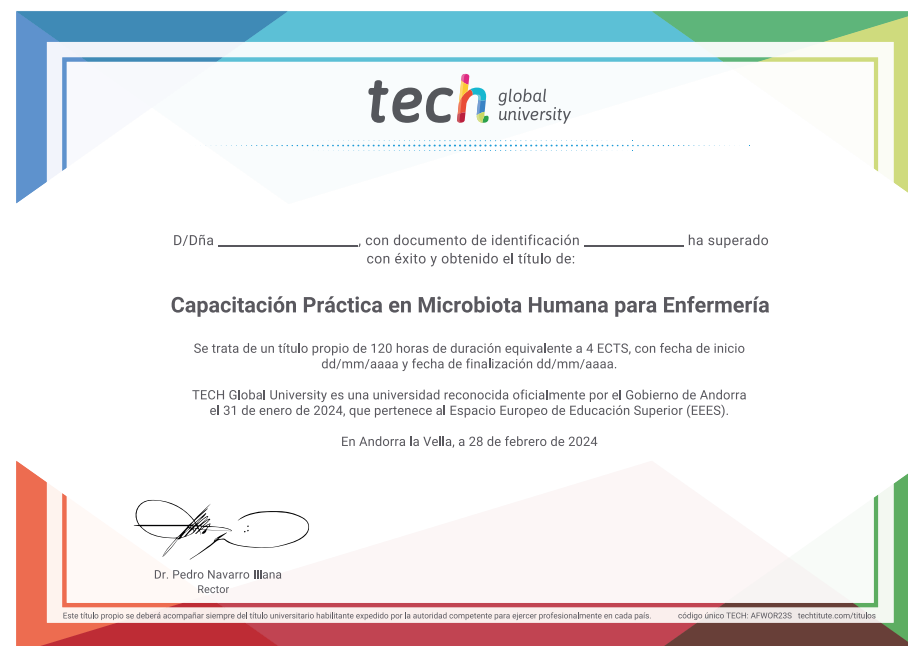 tech global
university
D/Dña ____________________, con documento de identificación ______________ ha superado
con éxito y obtenido el título de:
Capacitación Práctica en Microbiota Humana para Enfermería
Se trata de un título propio de 120 horas de duración equivalente a 4 ECTS, con fecha de inicio
dd/mm/aaaa y fecha de finalización dd/mm/aaaa.
TECH Global University es una universidad reconocida oficialmente por el Gobierno de Andorra
el 31 de enero de 2024, que pertenece al Espacio Europeo de Educación Superior (EEES).
En Andorra la Vella, a 28 de febrero de 2024
Dr. Pedro Navarro Illana
Rector
Este título propio se deberá acompañar siempre del título universitario habilitante expedido por la autoridad competente para ejercer profesionalmente en cada país. código único TECH: AFWOR23S techtitute.com/titulos